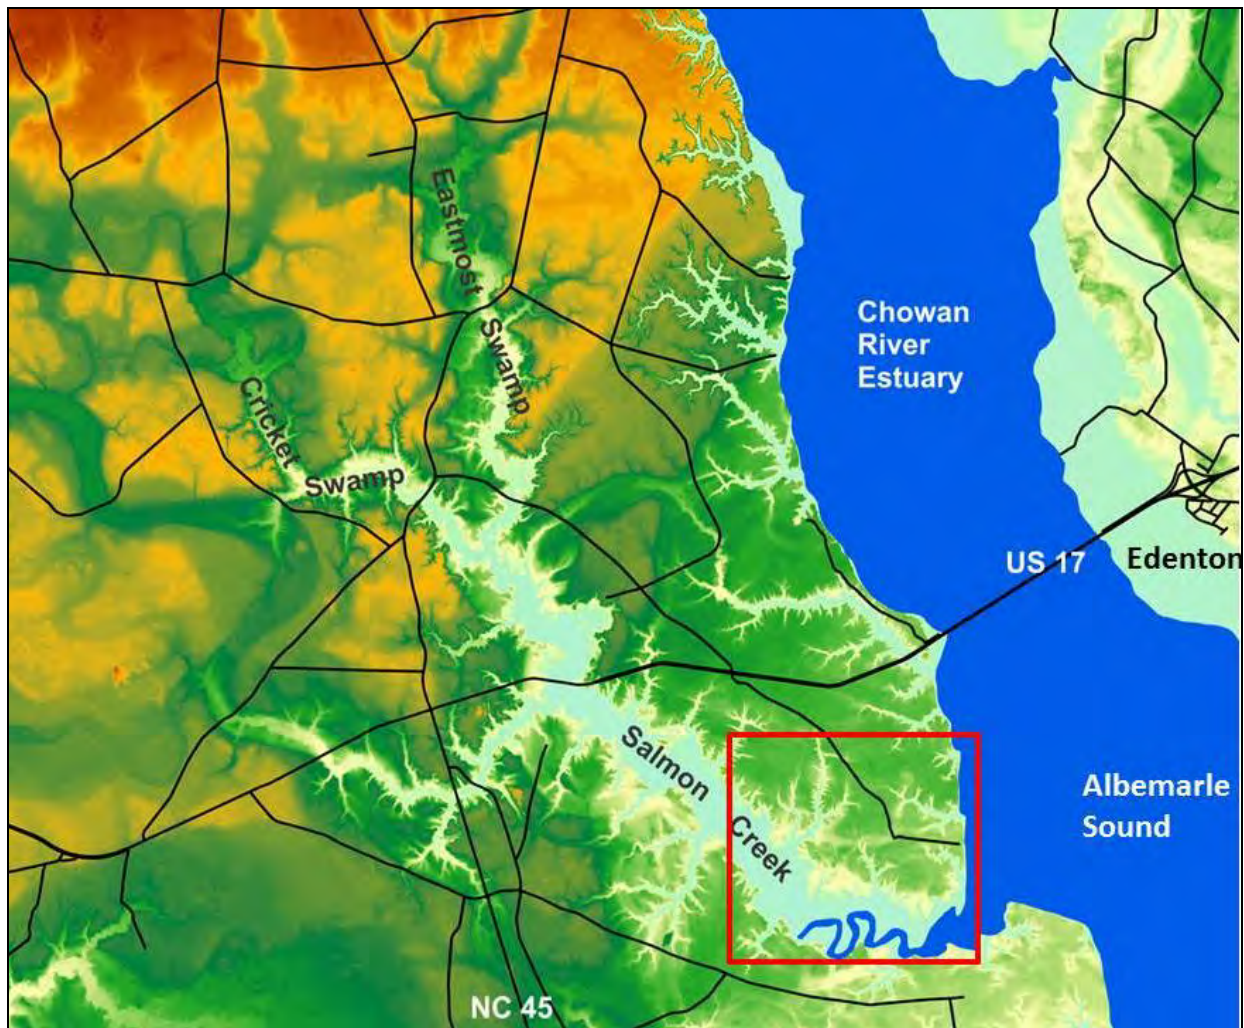 Eastmost
Swamp
Cricket
Swamp
Chowan
River
Estuary
US 17
Edenton
Salmon
Creek
Albemarle
Sound
NC 45